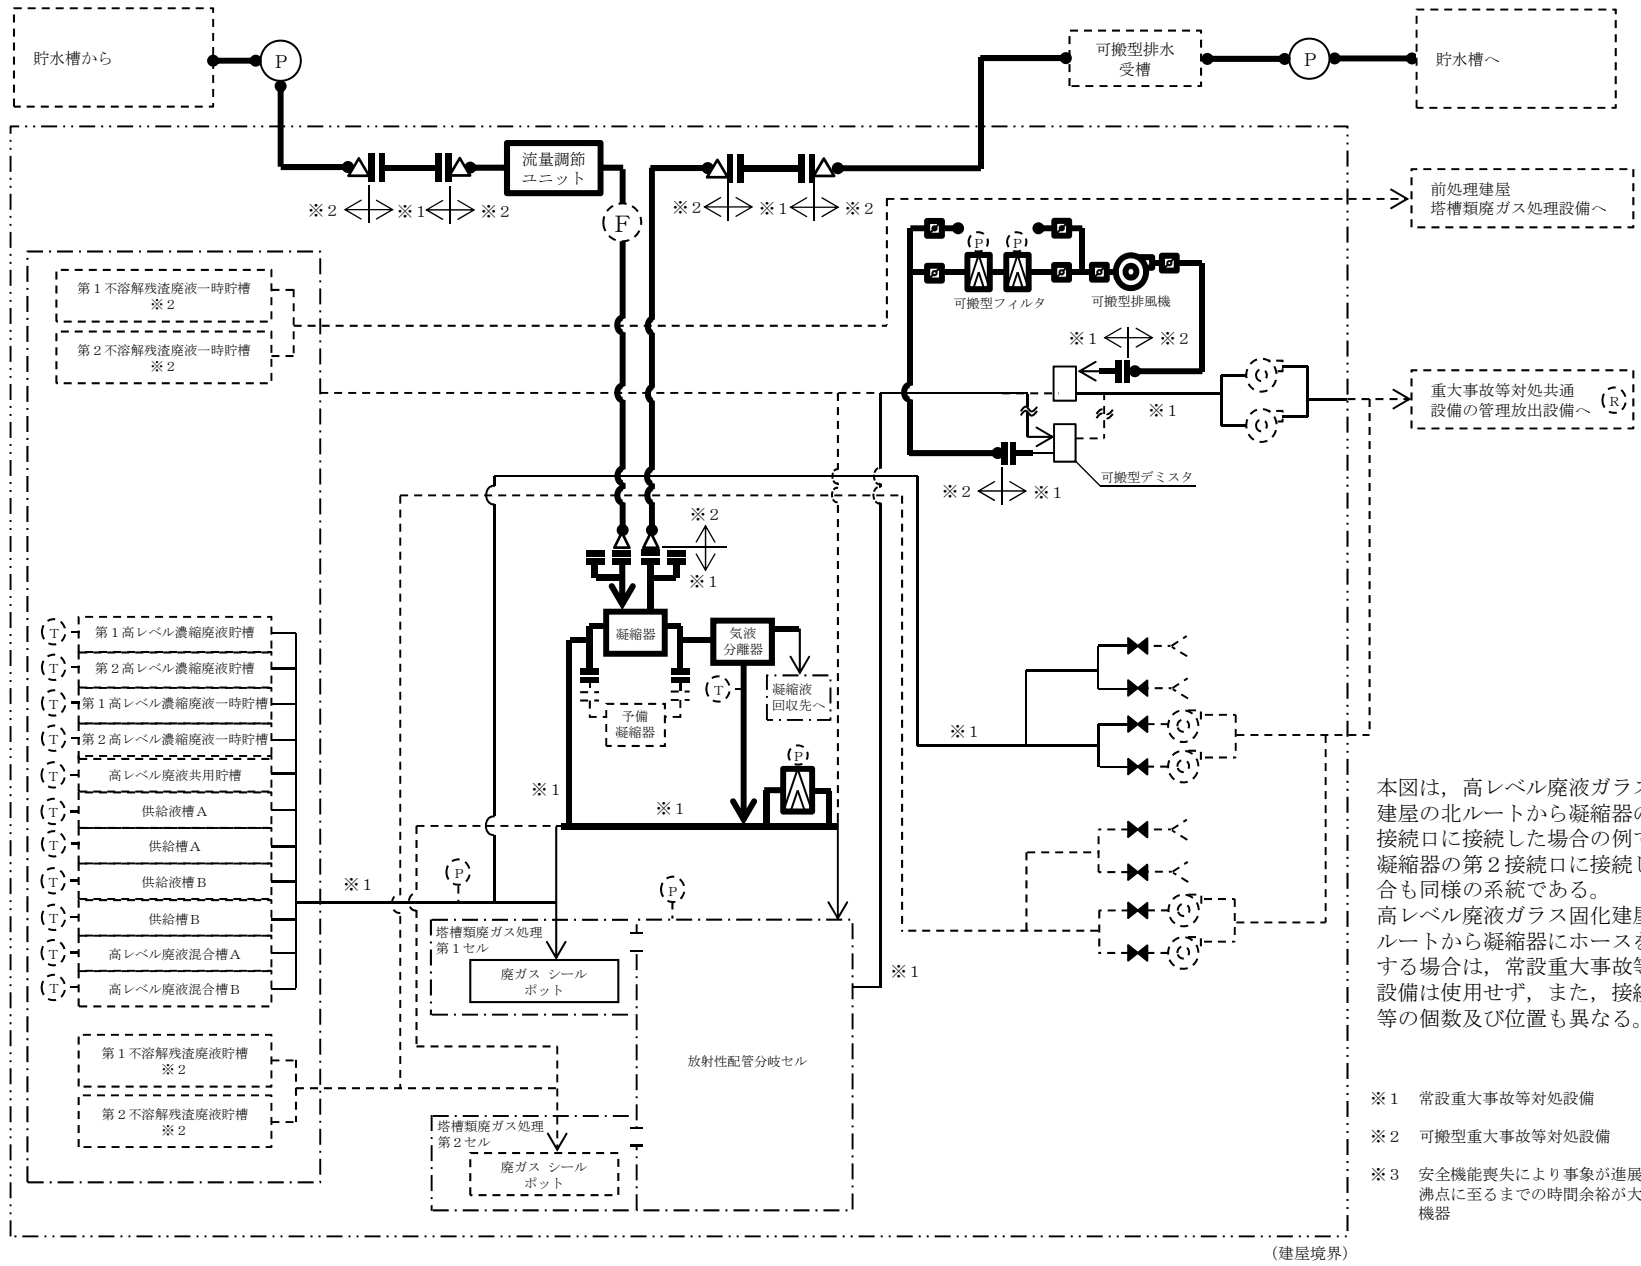 貯水槽から
P
可搬型排水
受槽
P
貯水槽へ
流量調節
ユニット
※2
※1
※2
F
※2
※1
※2
前処理建屋
塔槽類廃ガス処理設備へ
P
P
可搬型フィルタ
可搬型排風機
※1
※2
第1不溶解残渣廃液一時貯槽
※2
第2不溶解残渣廃液一時貯槽
※2
重大事故等対処共通
設備の管理放出設備へ
R
※1
可搬型デミスタ
※2
※1
※2
※1
T
第1高レベル濃縮廃液貯槽
T
第2高レベル濃縮廃液貯槽
T
第1高レベル濃縮廃液一時貯槽
T
第2高レベル濃縮廃液一時貯槽
T
高レベル廃液共用貯槽
T
供給液槽A
T
供給槽A
T
供給液槽B
T
供給槽B
T
高レベル廃液混合槽A
T
高レベル廃液混合槽B
凝縮器
気液
分離器
T
凝縮液
回収先へ
予備
凝縮器
P
※1
※1
※1
※1
P
P
※1
塔槽類廃ガス処理
第1セル
廃ガス シール
ポット
放射性配管分岐セル
第1不溶解残渣廃液貯槽
※2
第2不溶解残渣廃液貯槽
※2
塔槽類廃ガス処理
第2セル
廃ガス シール
ポット
本図は，高レベル廃液ガラス
建屋の北ルートから凝縮器の
接続口に接続した場合の例で
凝縮器の第2接続口に接続し
合も同様の系統である。
高レベル廃液ガラス固化建屋
ルートから凝縮器にホースを
する場合は，常設重大事故等
設備は使用せず，また，接続
等の個数及び位置も異なる。
※1 常設重大事故等対処設備
※2 可搬型重大事故等対処設備
※3 安全機能喪失により事象が進展
沸点に至るまでの時間余裕が大
機器
（建屋境界）